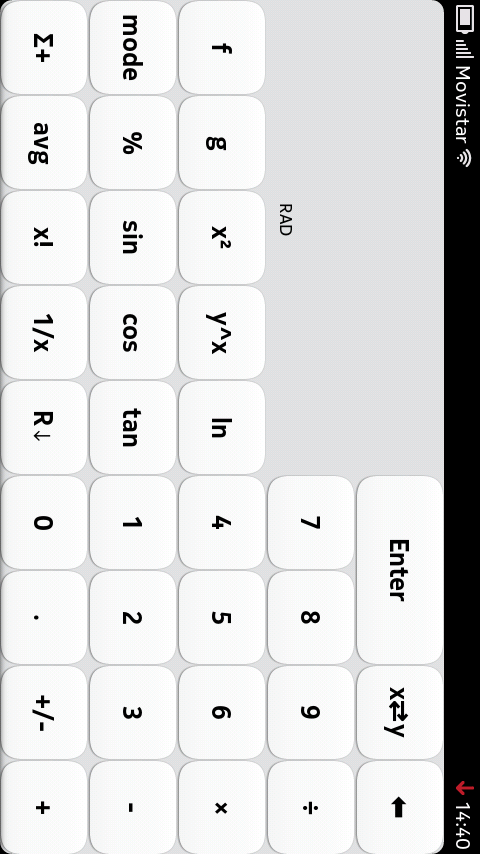 Movistar 14:40
Enter x⇄y ⬅
RAD 7 8 9 ÷
f g x² y^x ln 4 5 6 ×
mode % sin cos tan 1 2 3 -
Σ+ avg x! 1/x R↓ 0 . +/- +